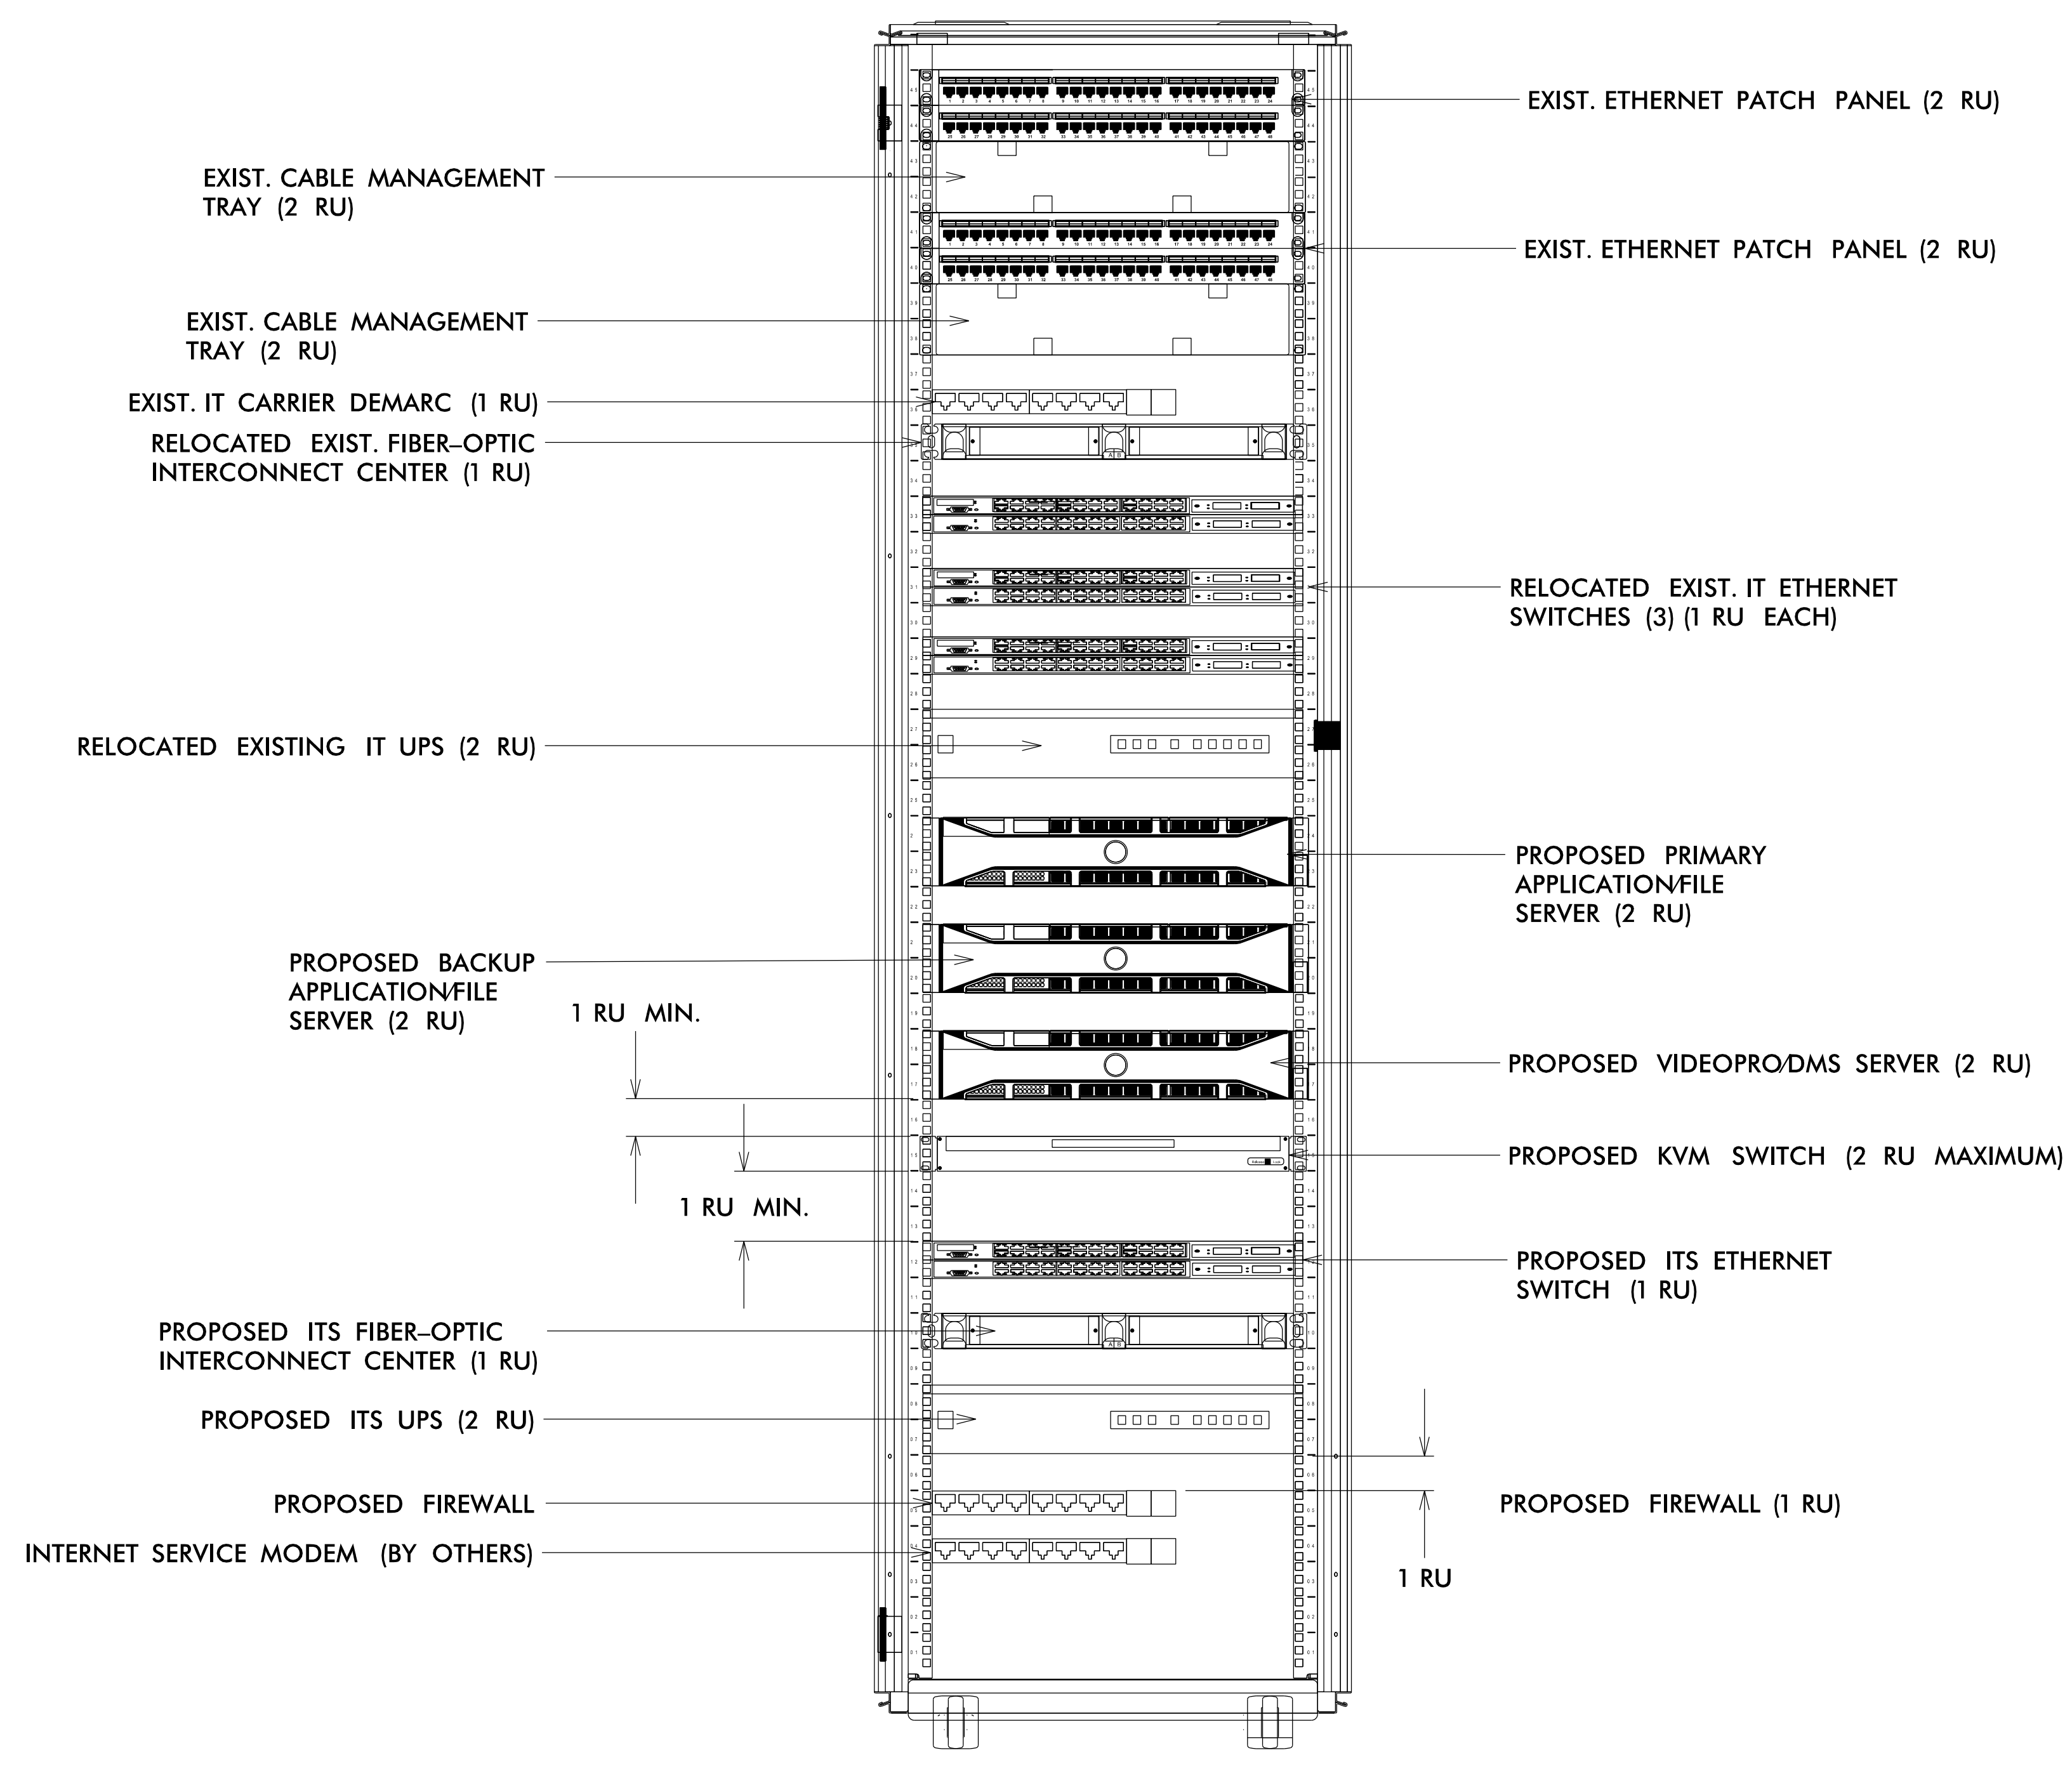 EXIST. ETHERNET PATCH PANEL (2 RU)
EXIST. CABLE MANAGEMENT
TRAY (2 RU)
EXIST. ETHERNET PATCH PANEL (2 RU)
EXIST. CABLE MANAGEMENT
TRAY (2 RU)
EXIST. IT CARRIER DEMARC (1 RU)
RELOCATED EXIST. FIBER–OPTIC
INTERCONNECT CENTER (1 RU)
A B
RELOCATED EXIST. IT ETHERNET
SWITCHES (3) (1 RU EACH)
RELOCATED EXISTING IT UPS (2 RU)
PROPOSED PRIMARY
APPLICATION/FILE
SERVER (2 RU)
PROPOSED BACKUP
APPLICATION/FILE
SERVER (2 RU)
1 RU MIN.
PROPOSED VIDEOPRO/DMS SERVER (2 RU)
PROPOSED KVM SWITCH (2 RU MAXIMUM)
1 RU MIN.
PROPOSED ITS ETHERNET
SWITCH (1 RU)
PROPOSED ITS FIBER–OPTIC
INTERCONNECT CENTER (1 RU)
A B
PROPOSED ITS UPS (2 RU)
PROPOSED FIREWALL
PROPOSED FIREWALL (1 RU)
INTERNET SERVICE MODEM (BY OTHERS)
1 RU